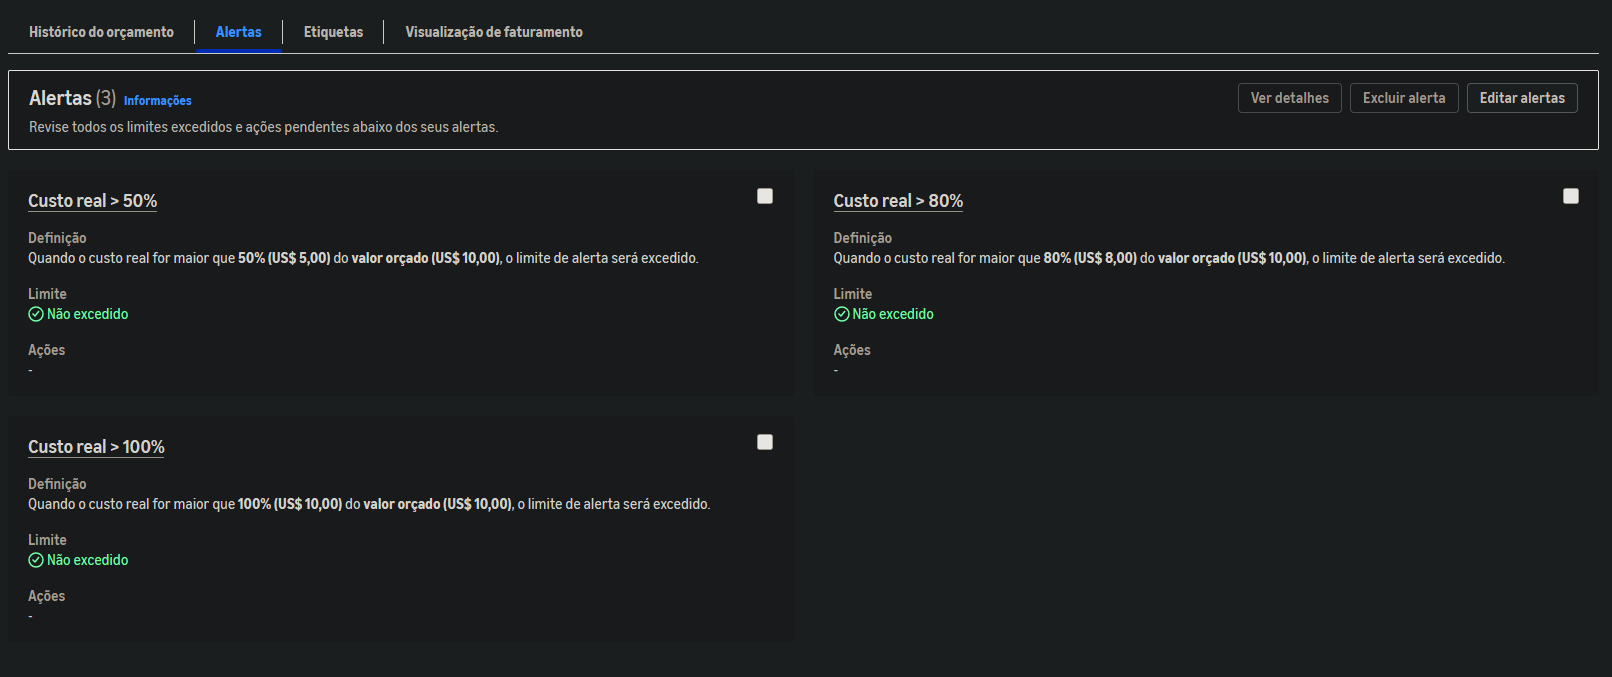 Histórico do orçamento
Alertas
Etiquetas
Visualização de faturamento
Alertas (3) Informações
Ver detalhes
Excluir alerta
Editar alertas
Revise todos os limites excedidos e ações pendentes abaixo dos seus alertas.
Custo real > 50%
Definição
Quando o custo real for maior que 50% (US$ 5,00) do valor orçado (US$ 10,00), o limite de alerta será excedido.
Limite
Não excedido
Ações
-
Custo real > 80%
Definição
Quando o custo real for maior que 80% (US$ 8,00) do valor orçado (US$ 10,00), o limite de alerta será excedido.
Limite
Não excedido
Ações
-
Custo real > 100%
Definição
Quando o custo real for maior que 100% (US$ 10,00) do valor orçado (US$ 10,00), o limite de alerta será excedido.
Limite
Não excedido
Ações
-